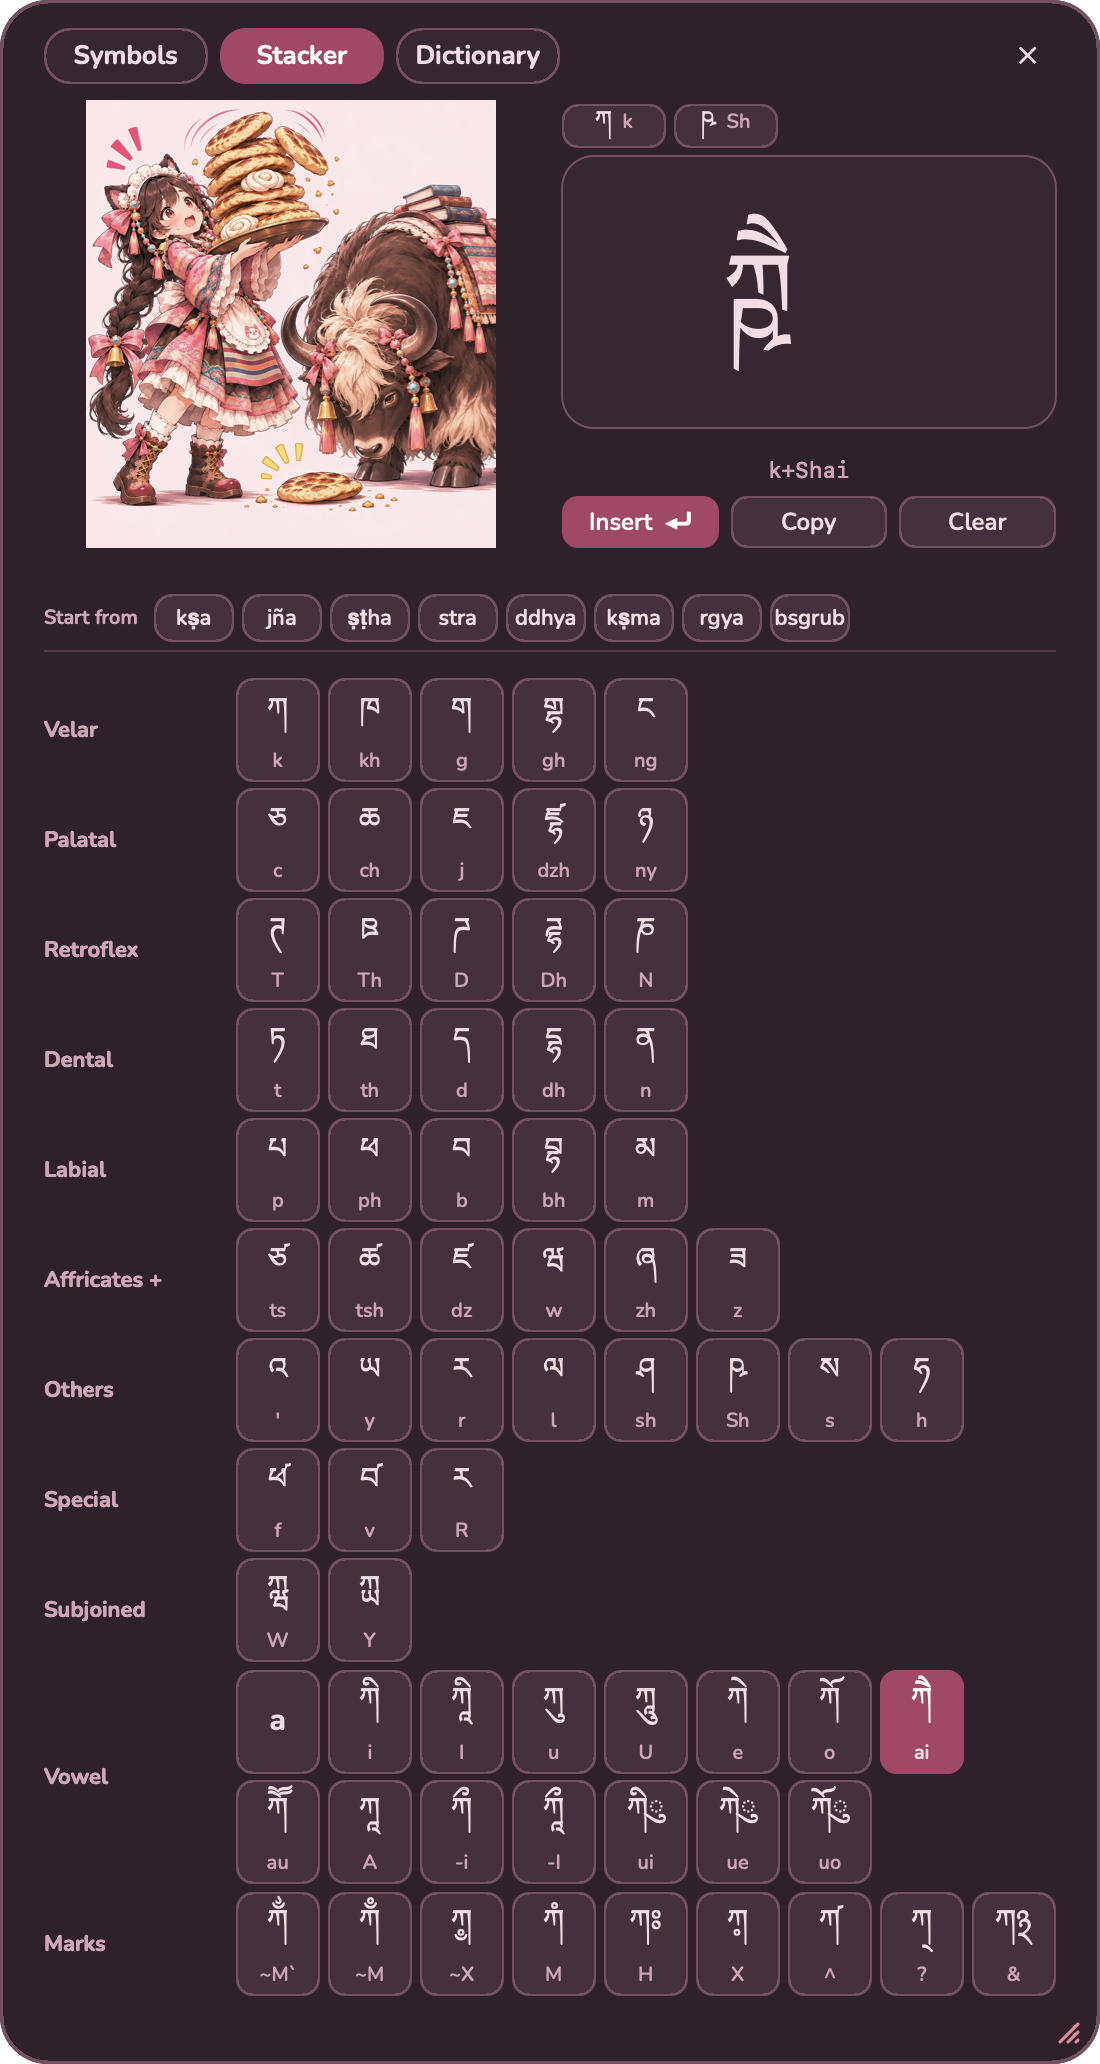 Symbols Stacker Dictionary ×
ཀ k ཥ Sh
ཀྵཻ
k+Shai
Insert Copy Clear
Start from kṣa jña ṣṭha stra ddhya kṣma rgya bsgrub
Velar
ཀ ཁ ག གྷ ང
k kh g gh ng
Palatal
ཅ ཆ ཇ ཛྷ ཉ
c ch j dzh ny
Retroflex
ཊ ཋ ཌ ཌྷ ཎ
T Th D Dh N
Dental
ཏ ཐ ད དྷ ན
t th d dh n
Labial
པ ཕ བ བྷ མ
p ph b bh m
Affricates +
ཙ ཚ ཛ ཝ ཞ ཟ
ts tsh dz w zh z
Others
འ ཡ ར ལ ཤ ཥ ས ཧ
' y r l sh Sh s h
Special
ཕ༹ བ༹ ཪ
f v R
Subjoined
ཀྺ ཀྻ
W Y
Vowel
a ཀི ཀཱི ཀུ ཀཱུ ཀེ ཀོ ཀཻ
i I u U e o ai
ཀཽ ཀཱ ཀྀ ཀཱྀ ཀིུ ཀེུ ཀོུ
au A -i -I ui ue uo
Marks
ཀྂ ཀྃ ཀ༵ ཀཾ ཀཿ ཀ༷ ཀ༹ ཀ྄ ཀ྅
~M` ~M ~X M H X ^ ? &